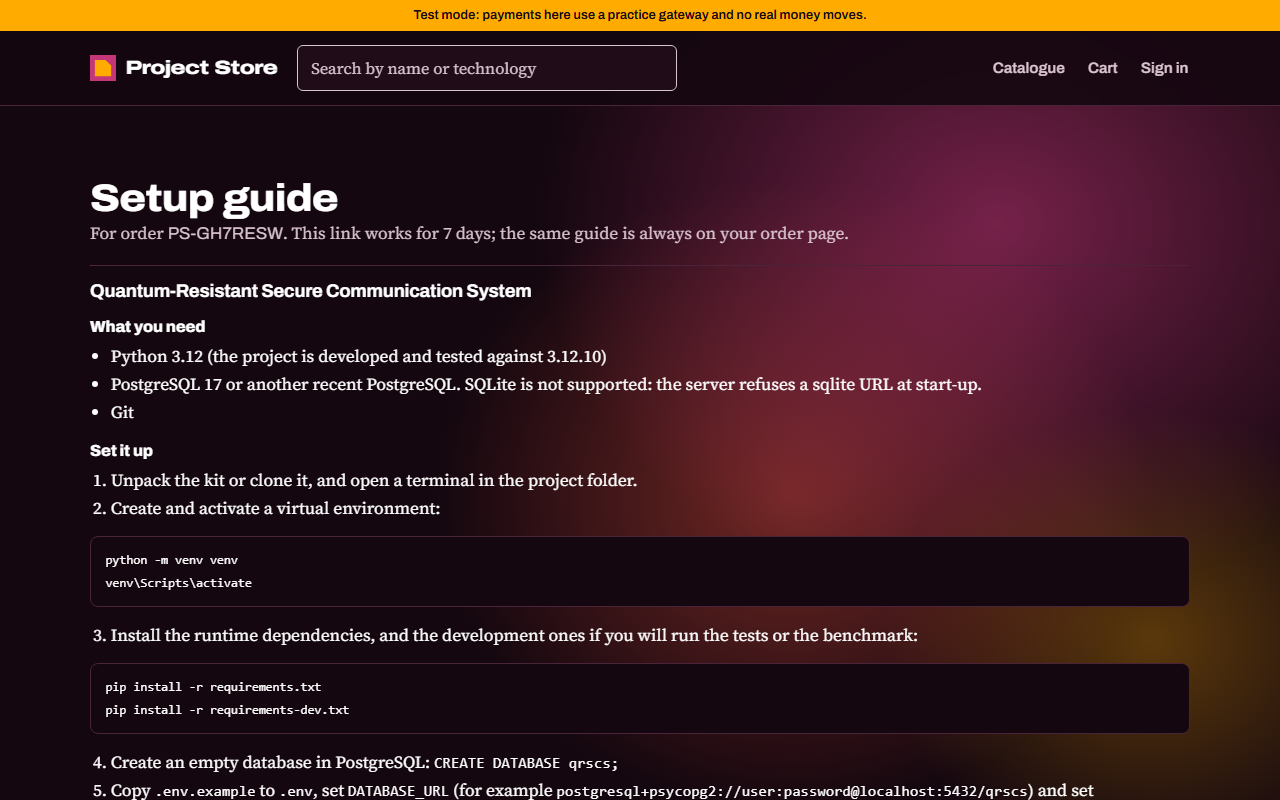 Test mode: payments here use a practice gateway and no real money moves.
Project Store
Search by name or technology
Catalogue
Cart
Sign in
Setup guide
For order PS-GH7RESW. This link works for 7 days; the same guide is always on your order page.
Quantum-Resistant Secure Communication System
What you need
• Python 3.12 (the project is developed and tested against 3.12.10)
• PostgreSQL 17 or another recent PostgreSQL. SQLite is not supported: the server refuses a sqlite URL at start-up.
• Git
Set it up
1. Unpack the kit or clone it, and open a terminal in the project folder.
2. Create and activate a virtual environment:
python -m venv venv
venv\Scripts\activate
3. Install the runtime dependencies, and the development ones if you will run the tests or the benchmark:
pip install -r requirements.txt
pip install -r requirements-dev.txt
4. Create an empty database in PostgreSQL: CREATE DATABASE qrscs;
5. Copy .env.example to .env, set DATABASE_URL (for example postgresql+psycopg2://user:password@localhost:5432/qrscs) and set